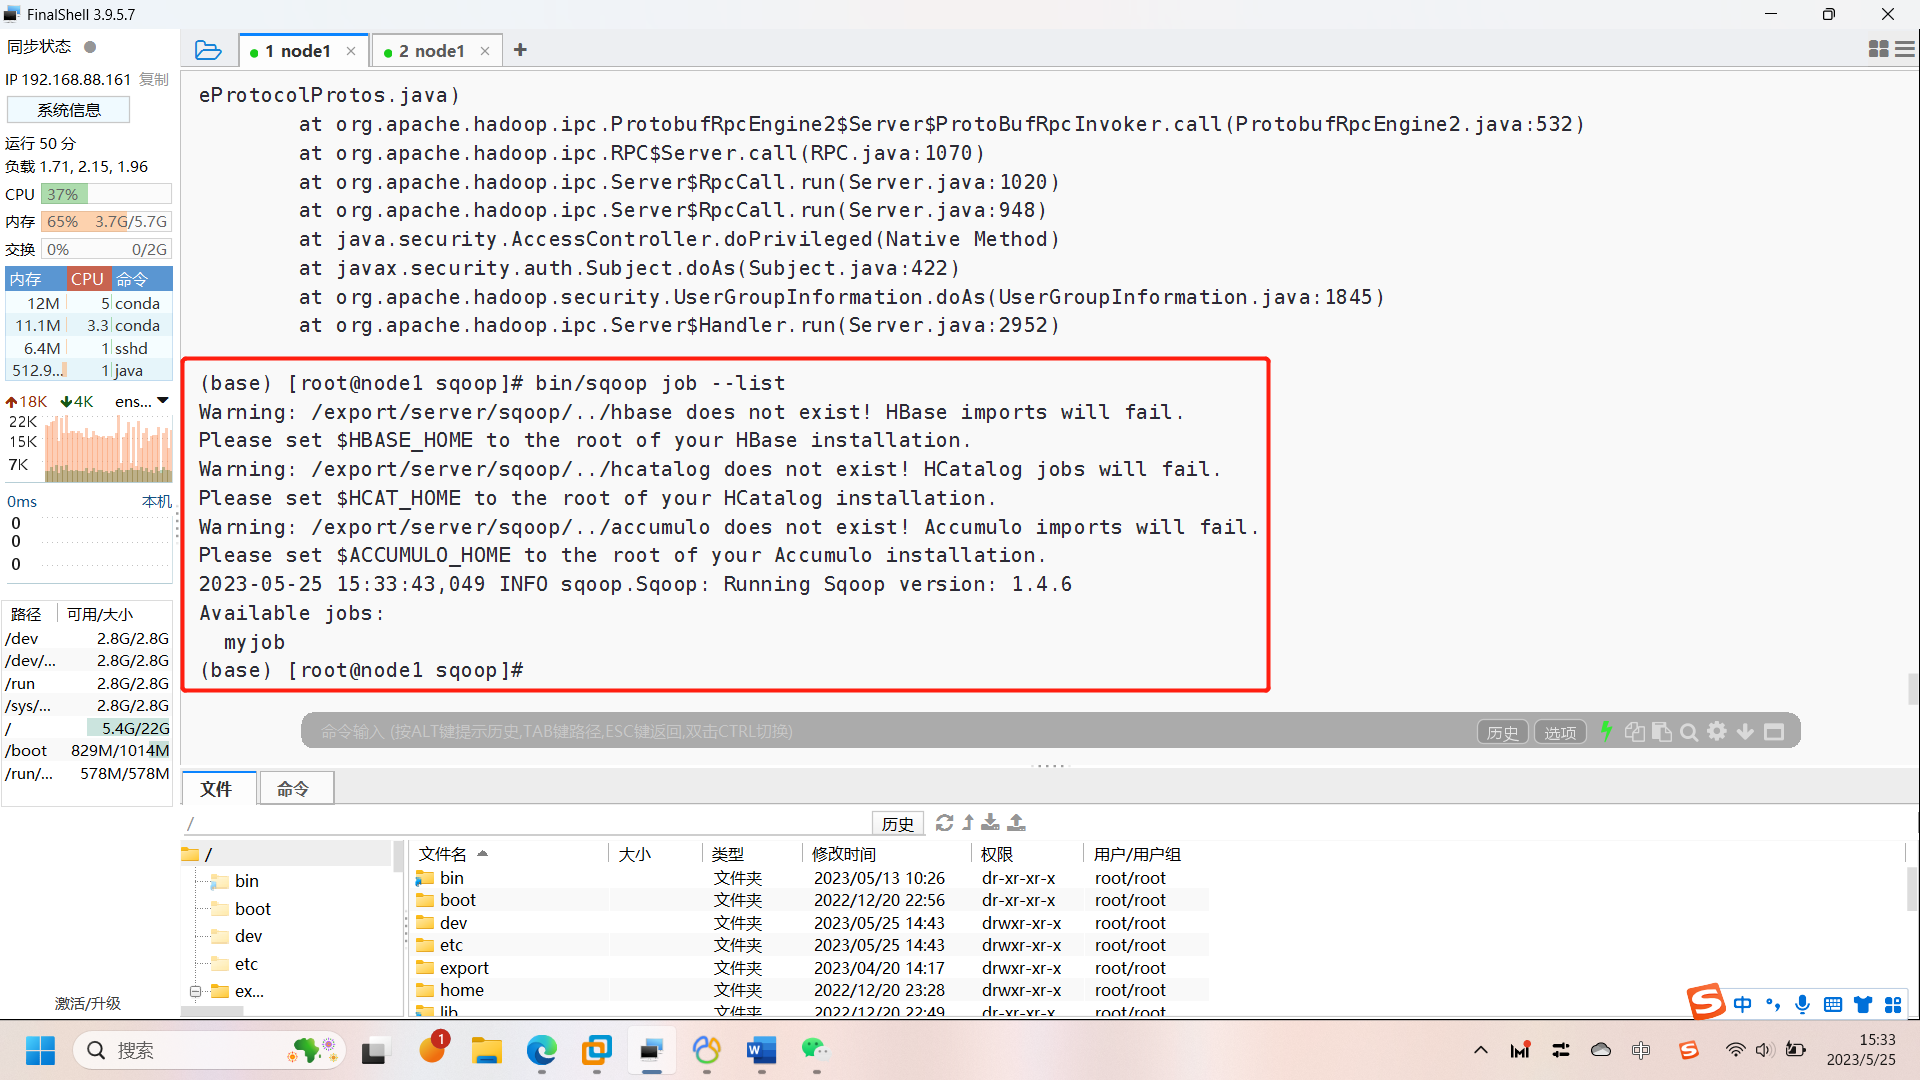 FinalShell 3.9.5.7
同步状态
IP 192.168.88.161 复制
系统信息
运行 50 分
负载 1.71, 2.15, 1.96
CPU 37%
内存 65% 3.7G/5.7G
交换 0% 0/2G
内存 CPU 命令
12M 5 conda
11.1M 3.3 conda
6.4M 1 sshd
512.9... 1 java
18K 4K ens...
22K
15K
7K
0ms 本机
0
0
0
路径 可用/大小
/dev 2.8G/2.8G
/dev/... 2.8G/2.8G
/run 2.8G/2.8G
/sys/... 2.8G/2.8G
/ 5.4G/22G
/boot 829M/1014M
/run/... 578M/578M
激活/升级
1 node1
2 node1
eProtocolProtos.java)
at org.apache.hadoop.ipc.ProtobufRpcEngine2$Server$ProtoBufRpcInvoker.call(ProtobufRpcEngine2.java:532)
at org.apache.hadoop.ipc.RPC$Server.call(RPC.java:1070)
at org.apache.hadoop.ipc.Server$RpcCall.run(Server.java:1020)
at org.apache.hadoop.ipc.Server$RpcCall.run(Server.java:948)
at java.security.AccessController.doPrivileged(Native Method)
at javax.security.auth.Subject.doAs(Subject.java:422)
at org.apache.hadoop.security.UserGroupInformation.doAs(UserGroupInformation.java:1845)
at org.apache.hadoop.ipc.Server$Handler.run(Server.java:2952)
(base) [root@node1 sqoop]# bin/sqoop job --list
Warning: /export/server/sqoop/../hbase does not exist! HBase imports will fail.
Please set $HBASE_HOME to the root of your HBase installation.
Warning: /export/server/sqoop/../hcatalog does not exist! HCatalog jobs will fail.
Please set $HCAT_HOME to the root of your HCatalog installation.
Warning: /export/server/sqoop/../accumulo does not exist! Accumulo imports will fail.
Please set $ACCUMULO_HOME to the root of your Accumulo installation.
2023-05-25 15:33:43,049 INFO sqoop.Sqoop: Running Sqoop version: 1.4.6
Available jobs:
myjob
(base) [root@node1 sqoop]#
命令输入 (按ALT键提示历史,TAB键路径,ESC键返回,双击CTRL切换)
历史 选项
文件 命令
/ 历史
/
bin
boot
dev
etc
ex...
文件名 大小 类型 修改时间 权限 用户/用户组
bin 文件夹 2023/05/13 10:26 dr-xr-xr-x root/root
boot 文件夹 2022/12/20 22:56 dr-xr-xr-x root/root
dev 文件夹 2023/05/25 14:43 drwxr-xr-x root/root
etc 文件夹 2023/05/25 14:43 drwxr-xr-x root/root
export 文件夹 2023/04/20 14:17 drwxr-xr-x root/root
home 文件夹 2022/12/20 23:28 drwxr-xr-x root/root
lib 文件夹 2022/12/20 22:49 dr-xr-xr-x root/root
中
搜索
1
中
15:33
2023/5/25